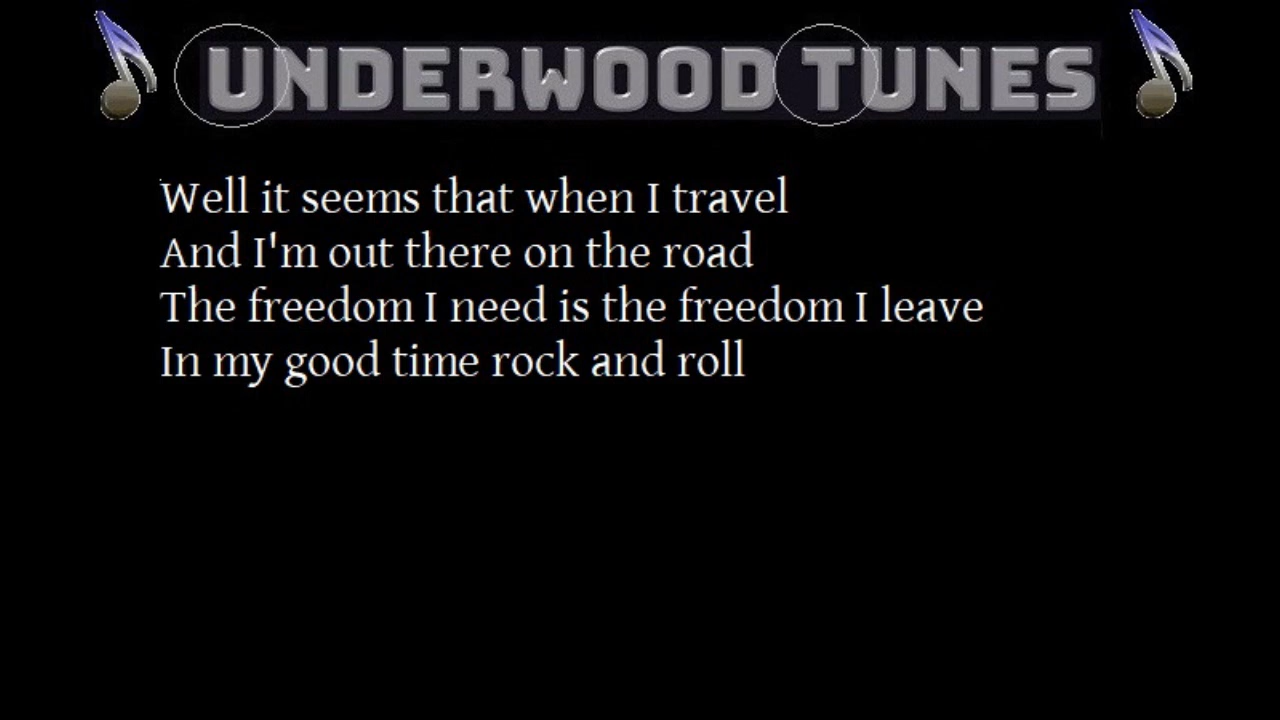 UNDERWOOD TUNES
Well it seems that when I travel
And I'm out there on the road
The freedom I need is the freedom I leave
In my good time rock and roll